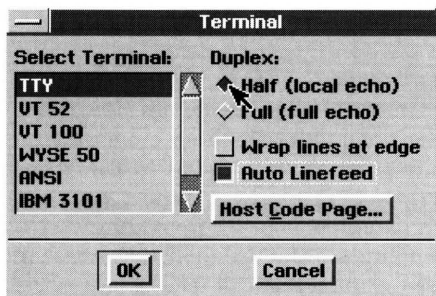 Terminal
Select Terminal:
TTY
VT 52
VT 100
WYSE 50
ANSI
IBM 3101
Duplex:
Half (local echo)
Full (full echo)
Wrap lines at edge
Auto Linefeed
Host Code Page...
OK
Cancel